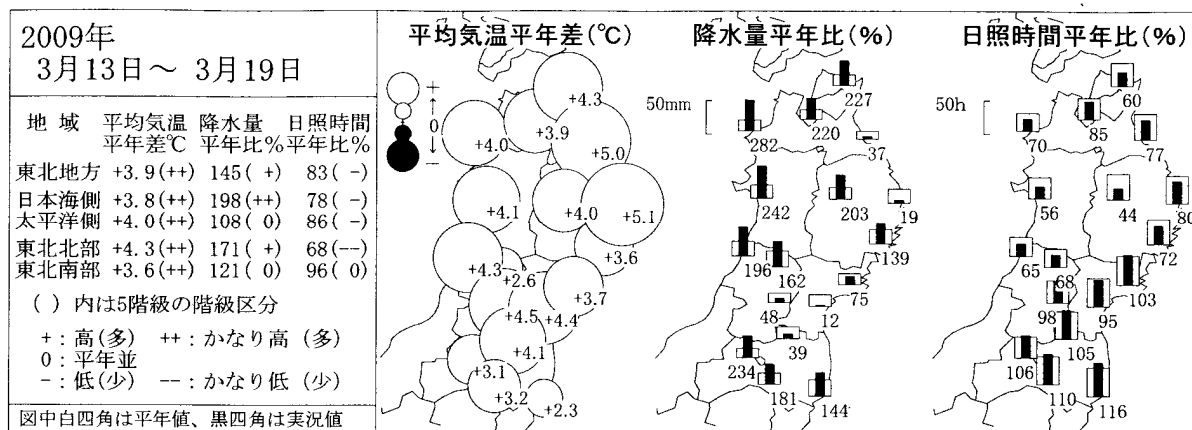 2009年
3月13日～ 3月19日
地 域 平均気温 降水量 日照時間
平年差℃ 平年比% 平年比%
東北地方 +3.9(++) 145( +) 83( -)
日本海側 +3.8(++) 198(++) 78( -)
太平洋側 +4.0(++) 108( 0) 86( -)
東北北部 +4.3(++) 171( +) 68(--)
東北南部 +3.6(++) 121( 0) 96( 0)
( ) 内は5階級の階級区分
+：高(多) ++：かなり高 (多)
0：平年並
-：低(少) --：かなり低 (少)
図中白四角は平年値、黒四角は実況値
平均気温平年差(℃)
+
↑
0
↓
-
+4.3
+3.9
+4.0
+5.0
+4.1
+4.0
+5.1
+3.6
+4.3
+2.6
+3.7
+4.5
+4.4
+4.1
+3.1
+3.2
+2.3
降水量平年比(%)
50mm
227
220
282
37
242
203
19
139
196
162
75
48
12
39
234
181
144
日照時間平年比(%)
50h
60
85
70
77
56
44
80
72
65
68
103
98
95
105
106
110
116